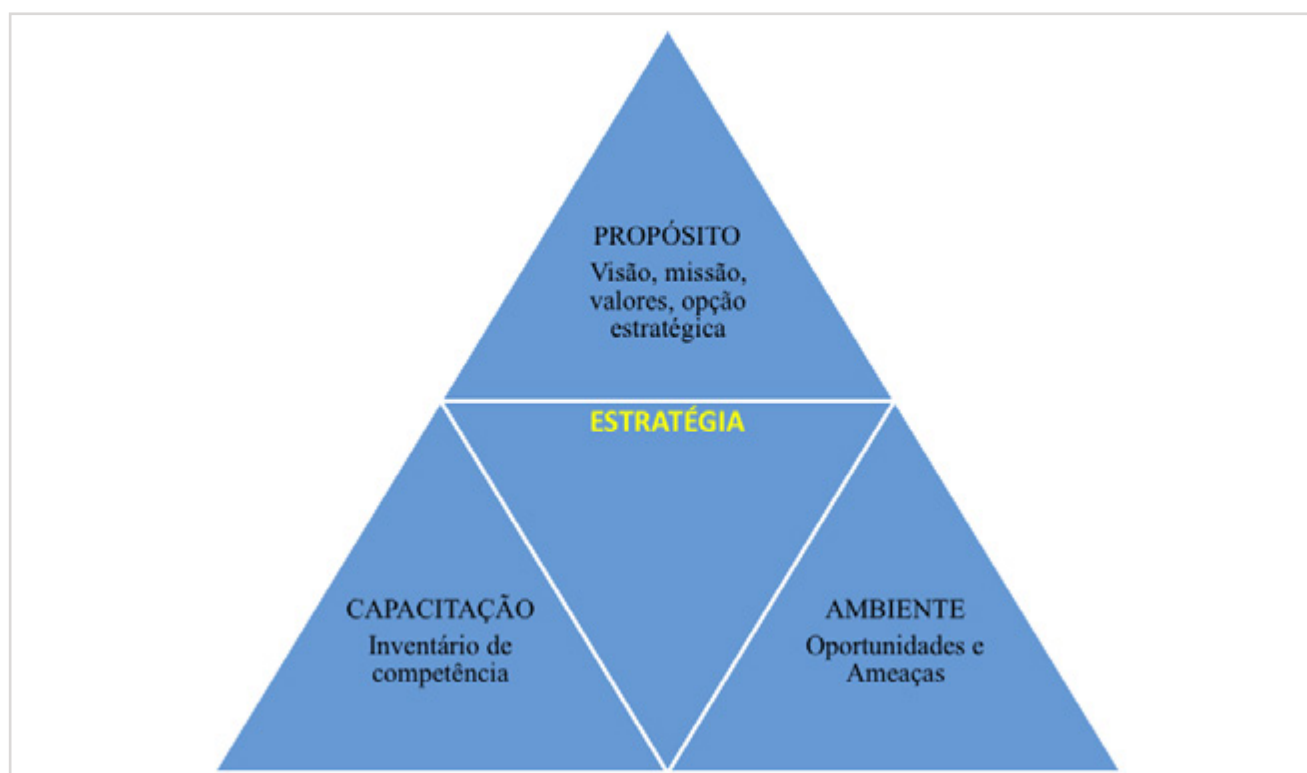 PROPÓSITO
Visão, missão,
valores, opção
estratégica
ESTRATÉGIA
CAPACITAÇÃO
Inventário de
competência
AMBIENTE
Oportunidades e
Ameaças